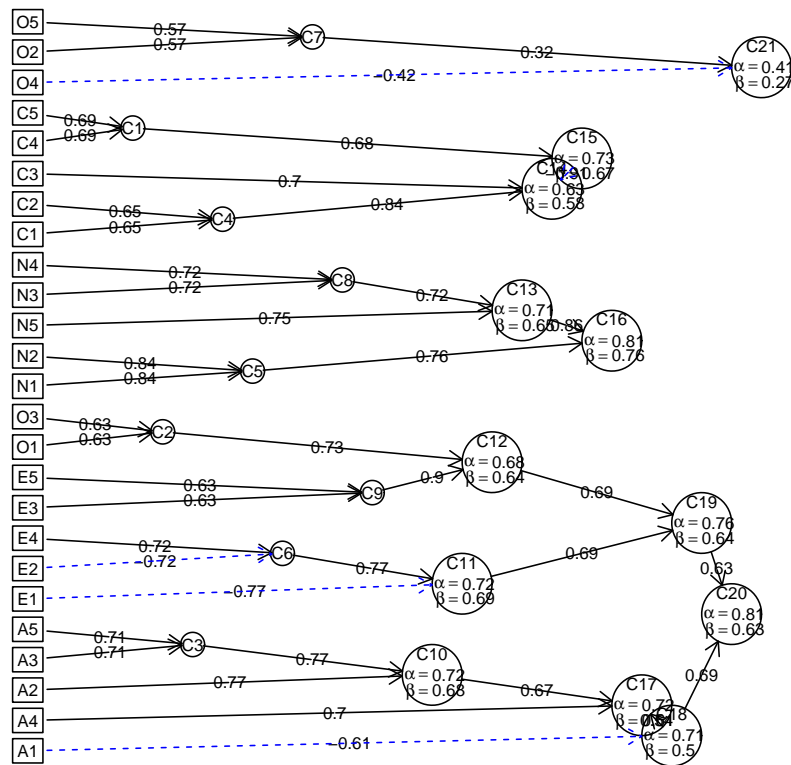 O5
0.57
C7
O2
0.57
0.32
C21
α = 0.41
β = 0.27
O4
−0.42
C5
0.69
C1
C4
0.69
0.68
C15
α = 0.73
C3
0.7
α = 0.63
β = 0.58
C2
0.65
C4
C1
0.65
0.84
N4
0.72
C8
N3
0.72
0.72
C13
α = 0.71
N5
0.75
0.86
C16
α = 0.81
β = 0.76
N2
0.84
C5
N1
0.84
0.76
O3
0.63
C2
O1
0.63
0.73
C12
α = 0.68
β = 0.64
E5
0.63
C9
E3
0.63
0.9
0.69
C19
α = 0.76
β = 0.64
E4
0.72
C6
E2
−0.72
0.77
C11
α = 0.72
β = 0.69
0.69
E1
−0.77
0.63
C20
α = 0.81
β = 0.63
A5
0.71
C3
A3
0.71
0.77
C10
α = 0.72
β = 0.68
A2
0.77
0.67
C17
α = 0.72
0.69
A4
0.7
α = 0.71
β = 0.5
A1
−0.61